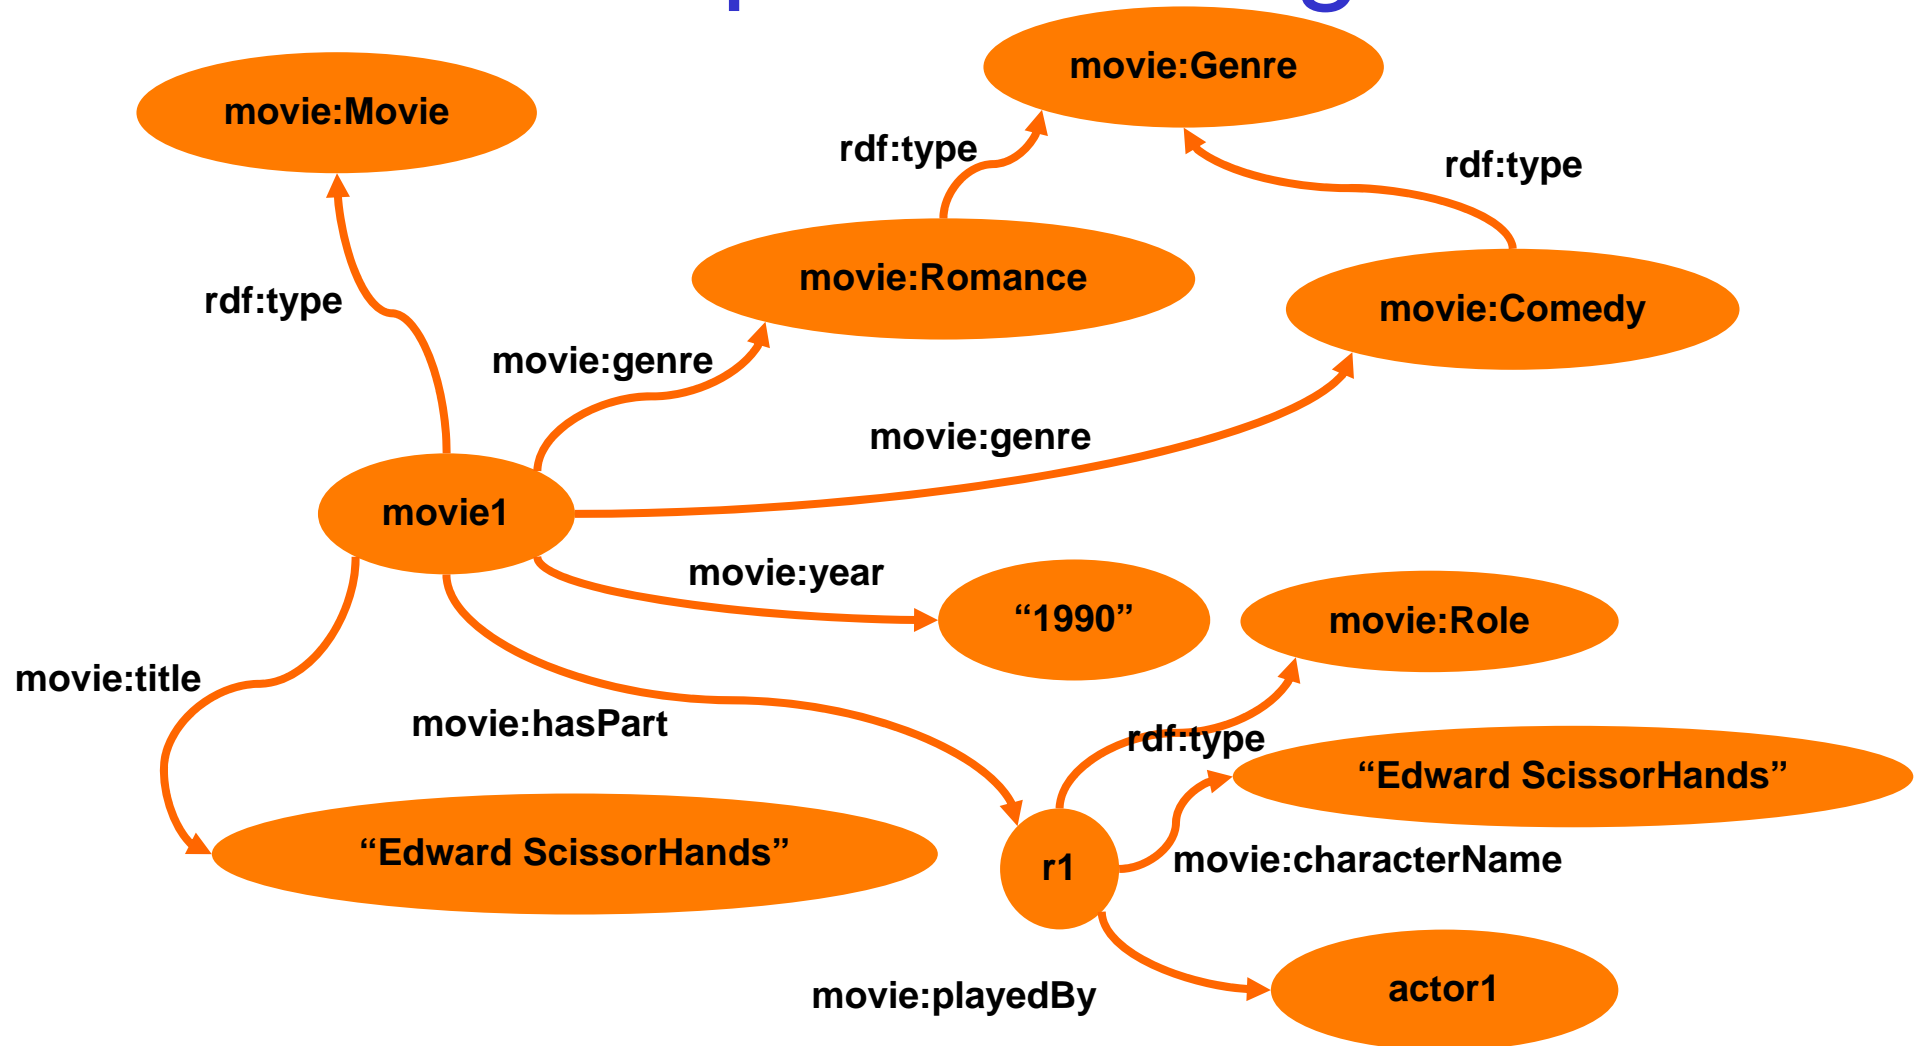 movie:Genre
movie:Movie
rdf:type
rdf:type
movie:Romance
rdf:type
movie:Comedy
movie:genre
movie:genre
movie1
movie:year
“1990”
movie:Role
movie:title
movie:hasPart
rdf:type
“Edward ScissorHands”
“Edward ScissorHands”
r1
movie:characterName
movie:playedBy
actor1